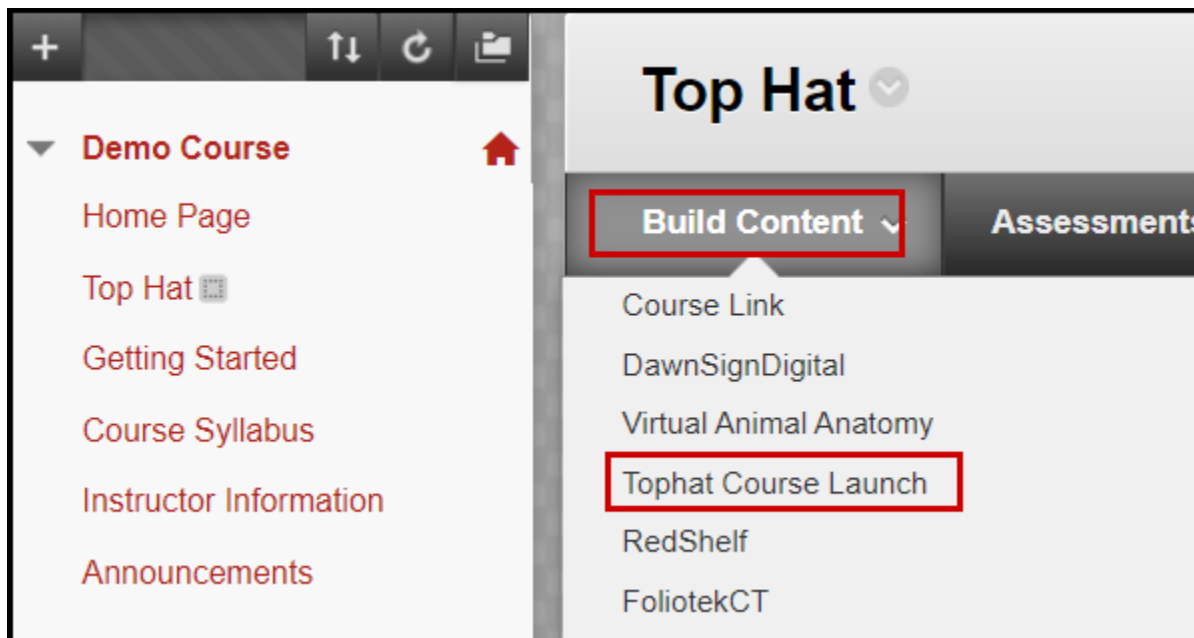 Demo Course
Home Page
Top Hat
Getting Started
Course Syllabus
Instructor Information
Announcements
Top Hat
Build Content
Assessments
Course Link
DawnSignDigital
Virtual Animal Anatomy
Tophat Course Launch
RedShelf
FoliotekCT